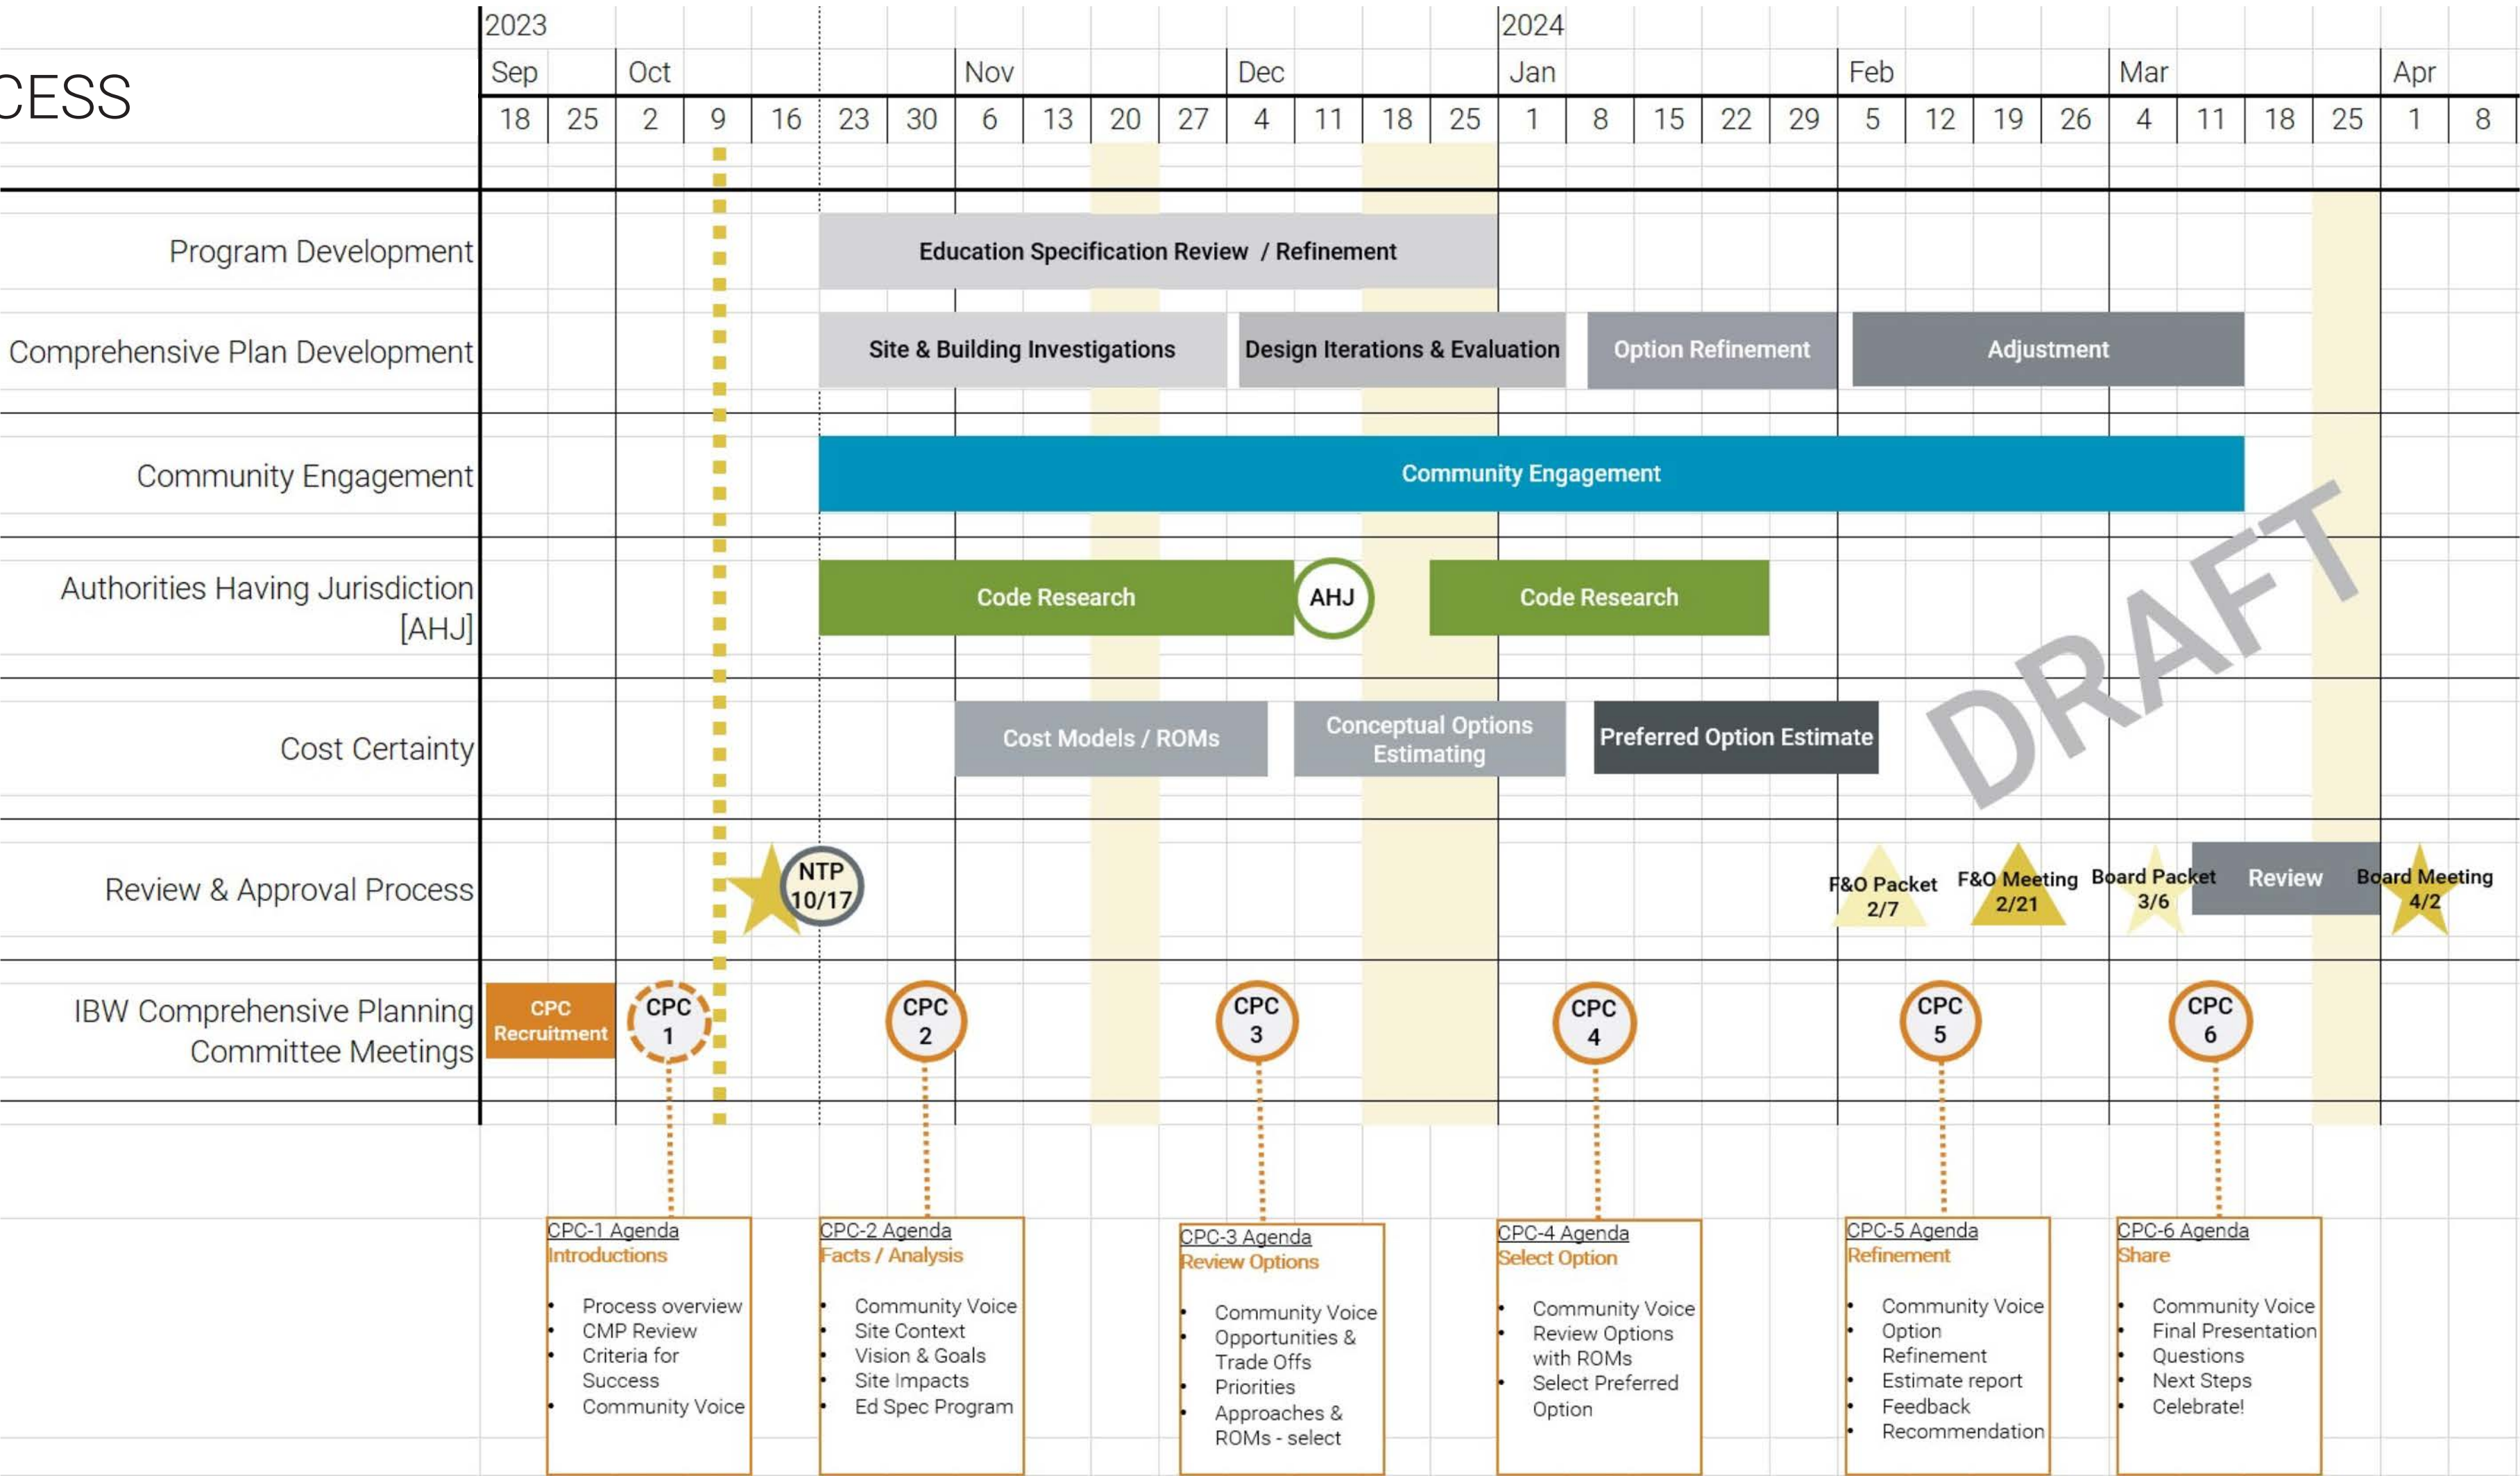 2023 2024
CESS
Sep Oct Nov Dec Jan Feb Mar Apr
18 25 2 9 16 23 30 6 13 20 27 4 11 18 25 1 8 15 22 29 5 12 19 26 4 11 18 25 1 8
Program Development
Education Specification Review / Refinement
Comprehensive Plan Development
Site & Building Investigations
Design Iterations & Evaluation
Option Refinement
Adjustment
Community Engagement
Community Engagement
Authorities Having Jurisdiction
[AHJ]
Code Research
AHJ
Code Research
DRAFT
Cost Certainty
Cost Models / ROMs
Conceptual Options
Estimating
Preferred Option Estimate
Review & Approval Process
NTP
10/17
F&O Packet
2/7
F&O Meeting
2/21
Board Packet
3/6
Review
Board Meeting
4/2
IBW Comprehensive Planning
Committee Meetings
CPC
Recruitment
CPC
1
CPC
2
CPC
3
CPC
4
CPC
5
CPC
6
CPC-1 Agenda
Introductions
• Process overview
• CMP Review
• Criteria for
Success
• Community Voice
CPC-2 Agenda
Facts / Analysis
• Community Voice
• Site Context
• Vision & Goals
• Site Impacts
• Ed Spec Program
CPC-3 Agenda
Review Options
• Community Voice
• Opportunities &
Trade Offs
• Priorities
• Approaches &
ROMs - select
CPC-4 Agenda
Select Option
• Community Voice
• Review Options
with ROMs
• Select Preferred
Option
CPC-5 Agenda
Refinement
• Community Voice
• Option
Refinement
• Estimate report
• Feedback
• Recommendation
CPC-6 Agenda
Share
• Community Voice
• Final Presentation
• Questions
• Next Steps
• Celebrate!